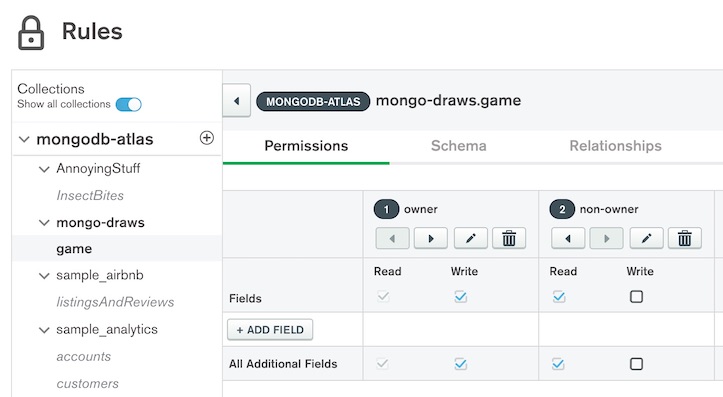 Rules
Collections
Show all collections
mongodb-atlas
AnnoyingStuff
InsectBites
mongo-draws
game
sample_airbnb
listingsAndReviews
sample_analytics
accounts
customers
MONGODB-ATLAS mongo-draws.game
Permissions Schema Relationships
1 owner 2 non-owner
Read Write Read Write
Fields
+ ADD FIELD
All Additional Fields